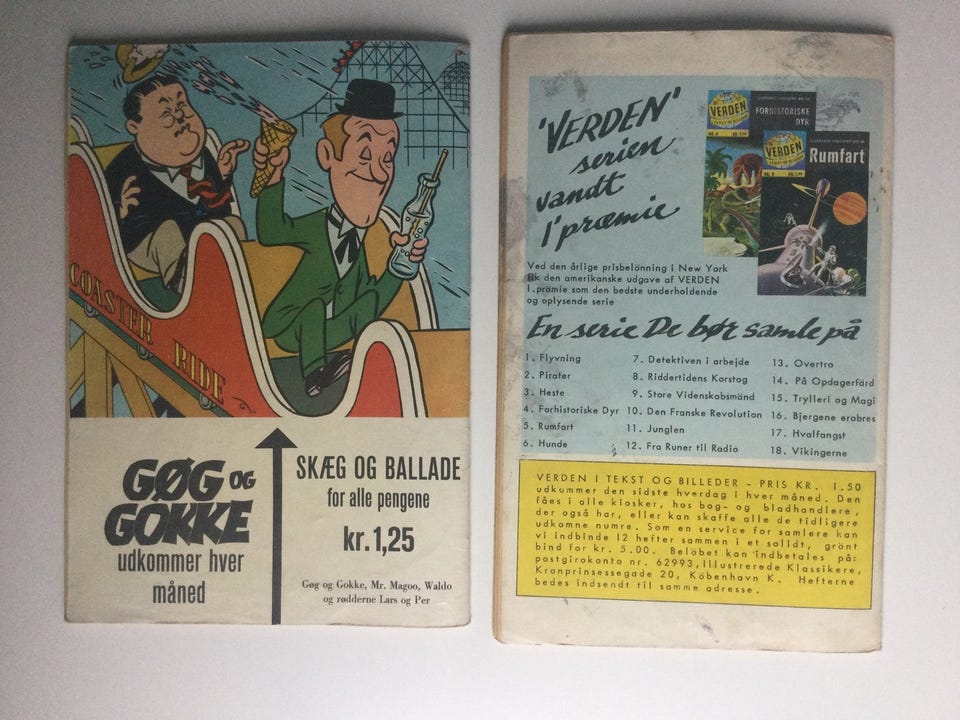 COASTER RIDE
GØG OG
GOKKE
udkommer hver
måned
SKÆG OG BALLADE
for alle pengene
kr. 1,25
Gøg og Gokke, Mr. Magoo, Waldo
og rødderne Lars og Per
'VERDEN'
serien
vandt
1' præmie
VERDEN
FORHISTORISKE
DYR
VERDEN
Rumfart
Ved den årlige prisbelönning i New York
fik den amerikanske udgave af VERDEN
1. præmie som den bedste underholdende
og oplysende serie
En serie De bør samle på
1. Flyvning
2. Pirater
3. Heste
4. Forhistoriske Dyr
5. Rumfart
6. Hunde
7. Detektiven i arbejde
8. Riddertidens Korstog
9. Store Videnskabsmänd
10. Den Franske Revolution
11. Junglen
12. Fra Runer til Radio
13. Overtro
14. På Opdagerfärd
15. Trylleri og Magi
16. Bjergene erobres
17. Hvalfangst
18. Vikingerne
VERDEN I TEKST OG BILLEDER – PRIS KR. 1.50
udkommer den sidste hverdag i hver måned. Den
fåes i alle kiosker, hos bog- og bladhandlere,
der også har, eller kan skaffe alle de tidligere
udkomne numre. Som en service for samlere kan
vi indbinde 12 hefter sammen i et solidt, grönt
bind for kr. 5.00. Belöbet kan indbetales på:
postgirokonto nr. 62993, Illustrerede Klassikere,
Kronprinsessegade 20, Köbenhavn K. Hefterne
bedes indsendt til samme adresse.